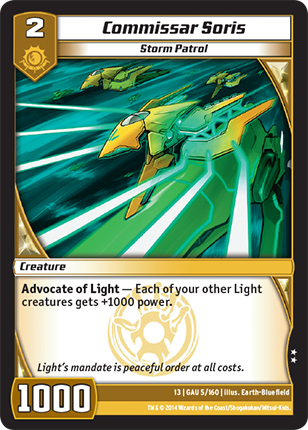 2
Commissar Soris
Storm Patrol
Creature
Advocate of Light — Each of your other Light
creatures gets +1000 power.
Light's mandate is peaceful order at all costs.
1000
13 | GAU 5/160 | illus. Earth-Bluefield
TM & © 2014 Wizards of the Coast/Shogakukan/Mitsui-Kids.